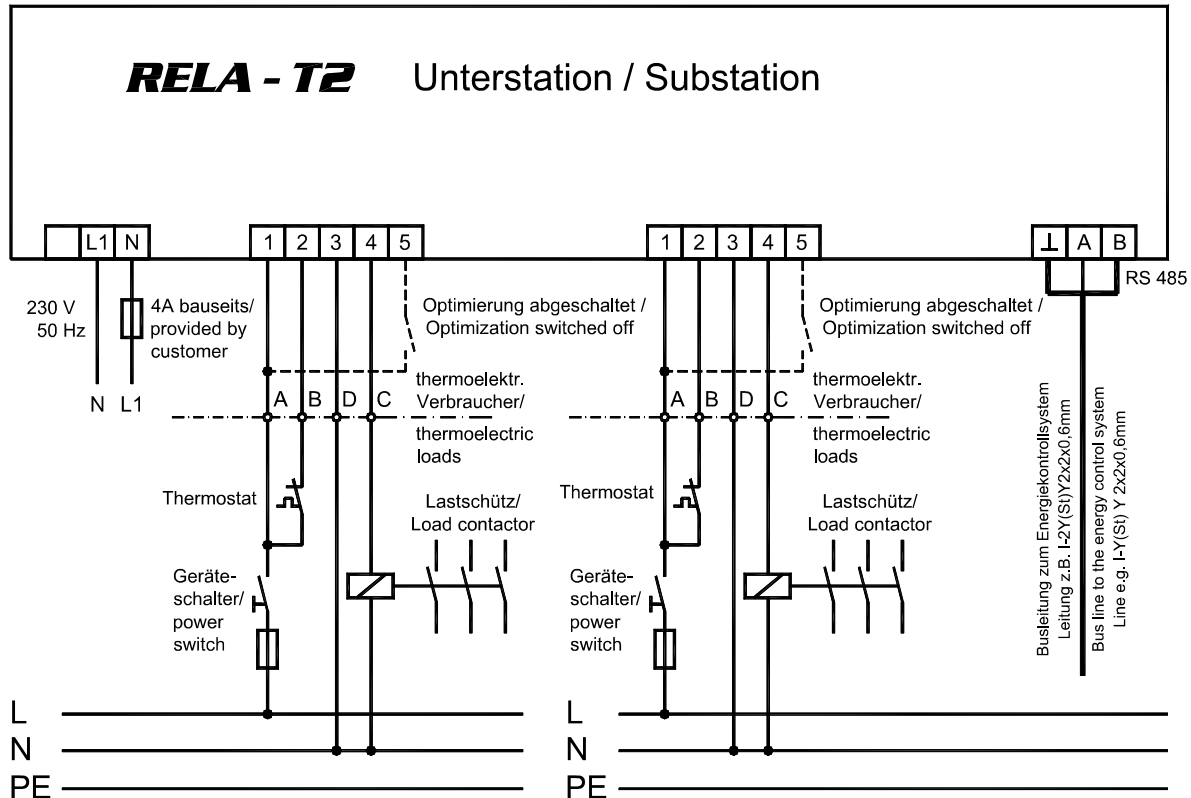 RELA - T2 Unterstation / Substation
L1 N
1 2 3 4 5
1 2 3 4 5
⊥ A B
RS 485
230 V
50 Hz
4A bauseits/
provided by
customer
N L1
Optimierung abgeschaltet /
Optimization switched off
A B D C
thermoelektr.
Verbraucher/
thermoelectric
loads
Thermostat
Lastschütz/
Load contactor
Geräte-
schalter/
power
switch
L
N
PE
Optimierung abgeschaltet /
Optimization switched off
A B D C
thermoelektr.
Verbraucher/
thermoelectric
loads
Thermostat
Lastschütz/
Load contactor
Geräte-
schalter/
power
switch
L
N
PE
Busleitung zum Energiekontrollsystem
Leitung z.B. I-2Y(St)Y2x2x0,6mm
Bus line to the energy control system
Line e.g. I-Y(St) Y 2x2x0,6mm